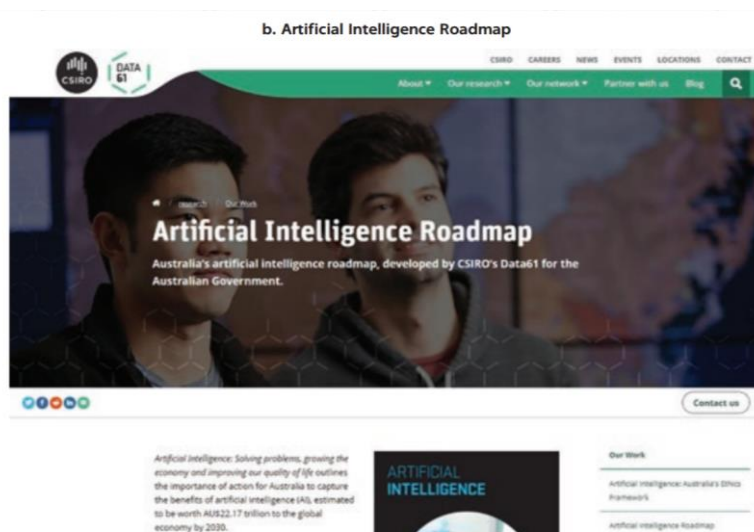 b. Artificial Intelligence Roadmap
CSIRO CAREERS NEWS EVENTS LOCATIONS CONTACT
CSIRO
DATA
61
About Our research Our network Partner with us Blog
research / Our Work
Artificial Intelligence Roadmap
Australia's artificial intelligence roadmap, developed by CSIRO's Data61 for the
Australian Government.
Contact us
Artificial Intelligence: Solving problems, growing the
economy and improving our quality of life outlines
the importance of action for Australia to capture
the benefits of artificial intelligence (AI), estimated
to be worth AU$22.17 trillion to the global
economy by 2030.
ARTIFICIAL
INTELLIGENCE
Our Work
Artificial Intelligence: Australia's Ethics
Framework
Artificial Intelligence Roadmap